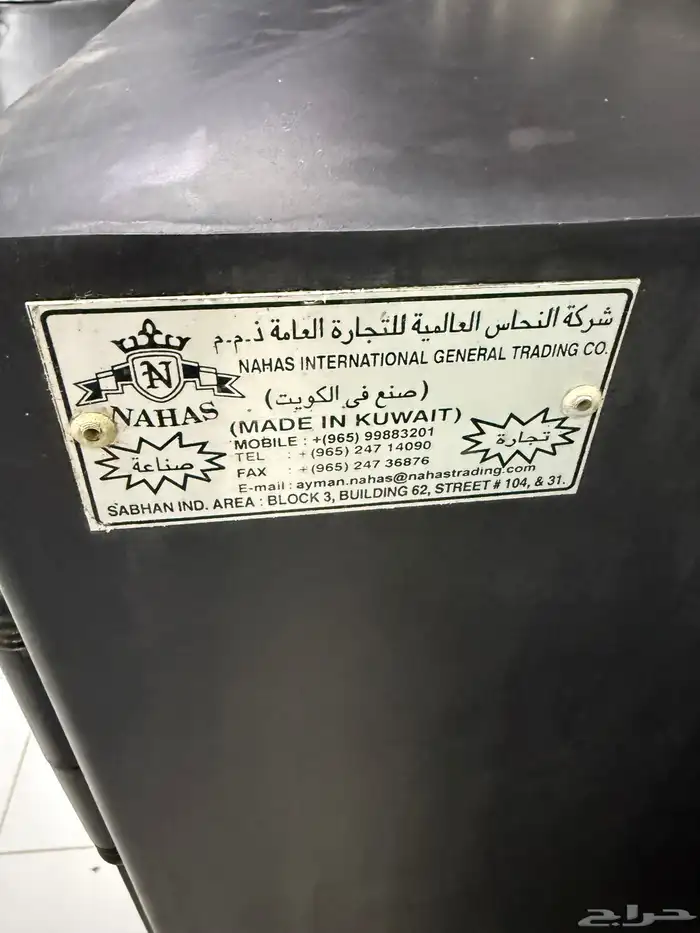 شركة النحاس العالمية للتجارة العامة ذ.م.م
NAHAS INTERNATIONAL GENERAL TRADING CO.
N
NAHAS
(صنع في الكويت)
(MADE IN KUWAIT)
صناعة
تجارة
MOBILE : +(965) 99883201
TEL : +(965) 247 14090
FAX : +(965) 247 36876
E-mail : ayman.nahas@nahastrading.com
SABHAN IND. AREA : BLOCK 3, BUILDING 62, STREET # 104, & 31.
حراج